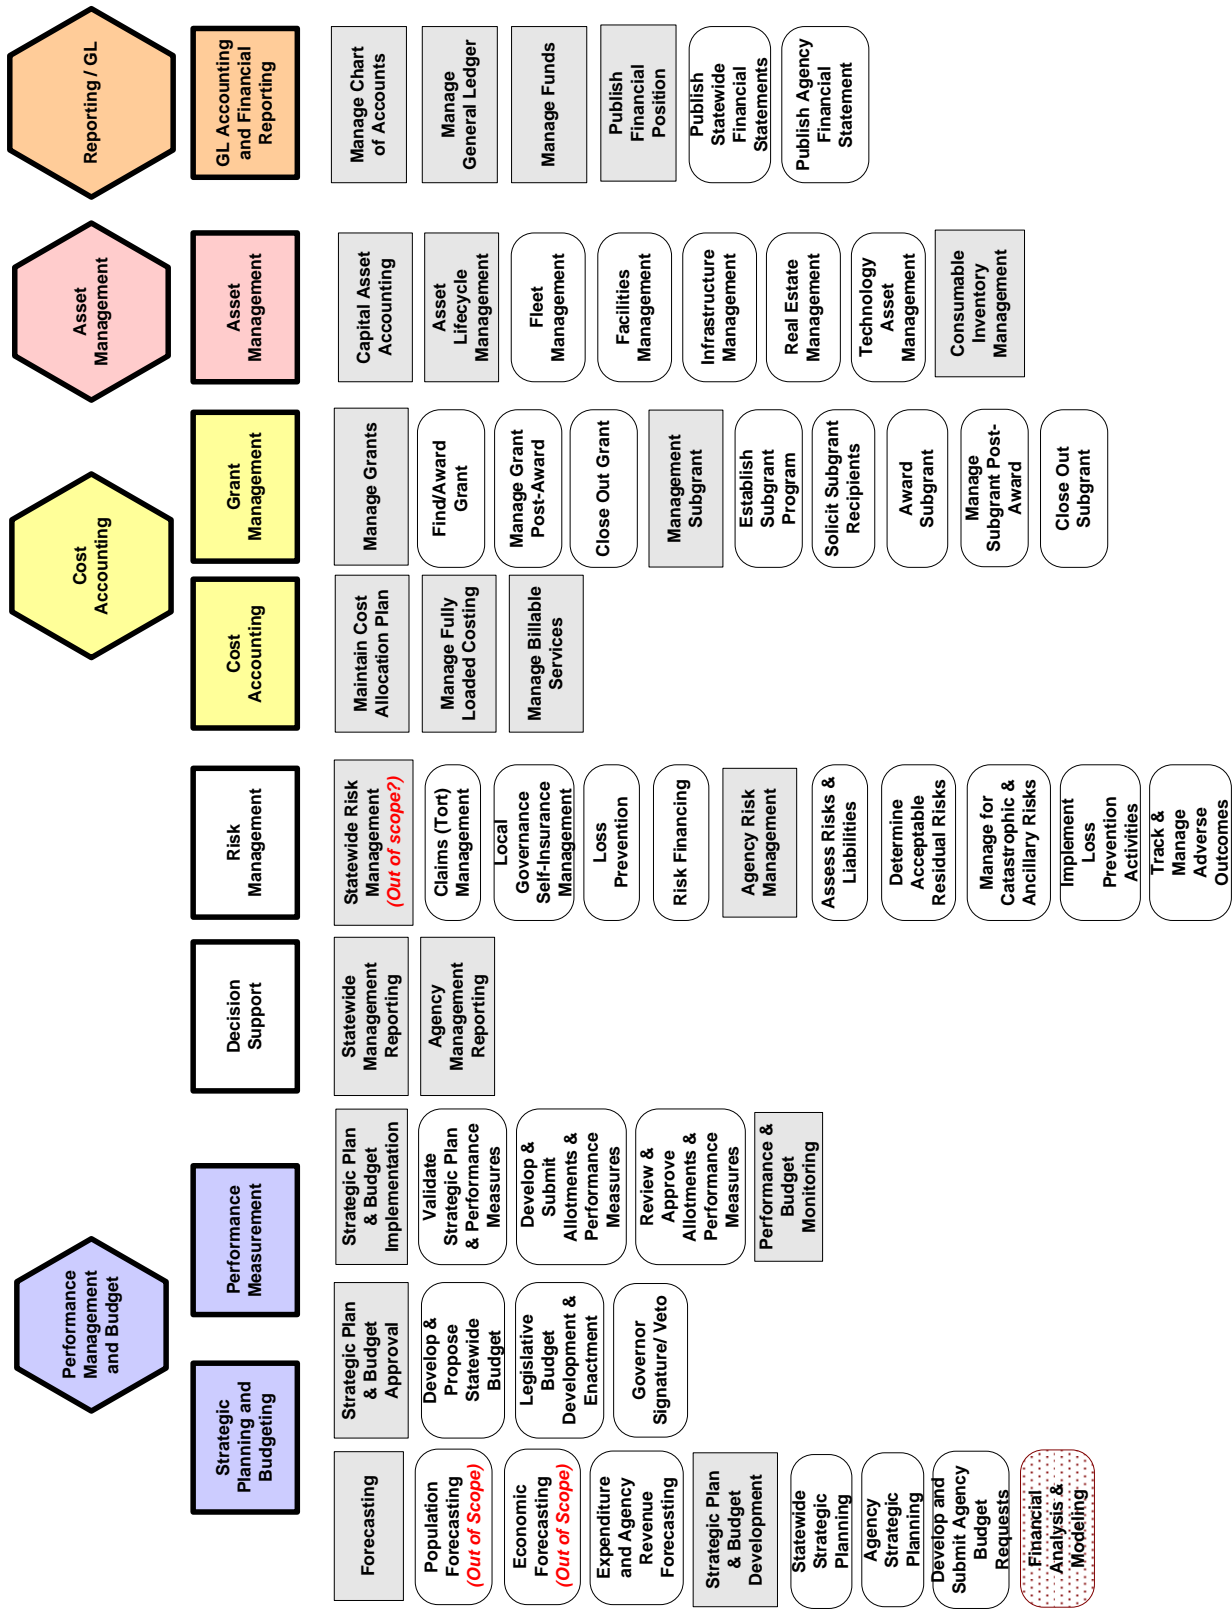 Performance
Management
and Budget
Cost
Accounting
Asset
Management
Reporting / GL
Strategic
Planning and
Budgeting
Performance
Measurement
Decision
Support
Risk
Management
Cost
Accounting
Grant
Management
Asset
Management
GL Accounting
and Financial
Reporting
Forecasting
Population
Forecasting
(Out of Scope)
Economic
Forecasting
(Out of Scope)
Expenditure
and Agency
Revenue
Forecasting
Strategic Plan
& Budget
Development
Statewide
Strategic
Planning
Agency
Strategic
Planning
Develop and
Submit Agency
Budget
Requests
Financial
Analysis &
Modeling
Strategic Plan
& Budget
Approval
Develop &
Propose
Statewide
Budget
Legislative
Budget
Development &
Enactment
Governor
Signature/ Veto
Strategic Plan
& Budget
Implementation
Validate
Strategic Plan
& Performance
Measures
Develop &
Submit
Allotments &
Performance
Measures
Review &
Approve
Allotments &
Performance
Measures
Performance &
Budget
Monitoring
Statewide
Management
Reporting
Agency
Management
Reporting
Statewide Risk
Management
(Out of scope?)
Claims (Tort)
Management
Local
Governance
Self-Insurance
Management
Loss
Prevention
Risk Financing
Agency Risk
Management
Assess Risks &
Liabilities
Determine
Acceptable
Residual Risks
Manage for
Catastrophic &
Ancillary Risks
Implement
Loss
Prevention
Activities
Track &
Manage
Adverse
Outcomes
Maintain Cost
Allocation Plan
Manage Fully
Loaded Costing
Manage Billable
Services
Manage Grants
Find/Award
Grant
Manage Grant
Post-Award
Close Out Grant
Management
Subgrant
Establish
Subgrant
Program
Solicit Subgrant
Recipients
Award
Subgrant
Manage
Subgrant Post-
Award
Close Out
Subgrant
Capital Asset
Accounting
Asset
Lifecycle
Management
Fleet
Management
Facilities
Management
Infrastructure
Management
Real Estate
Management
Technology
Asset
Management
Consumable
Inventory
Management
Manage Chart
of Accounts
Manage
General Ledger
Manage Funds
Publish
Financial
Position
Publish
Statewide
Financial
Statements
Publish Agency
Financial
Statement